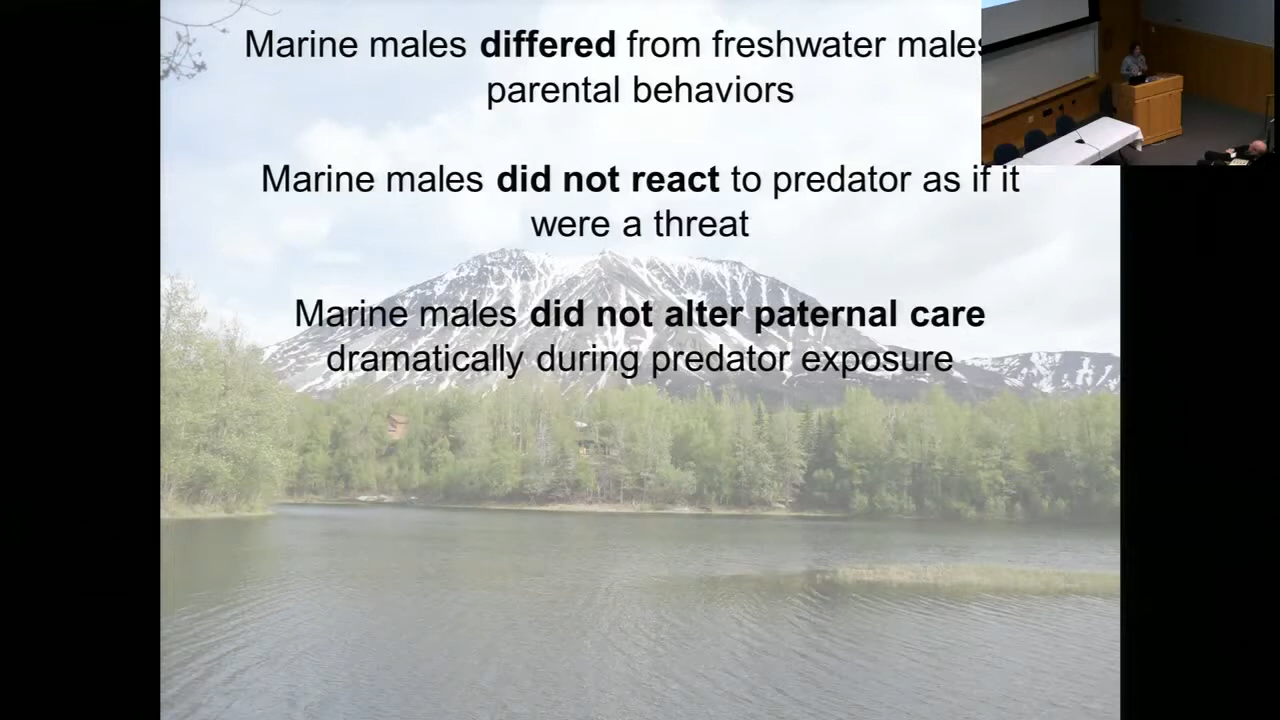 Marine males differed from freshwater males
parental behaviors
Marine males did not react to predator as if it
were a threat
Marine males did not alter paternal care
dramatically during predator exposure